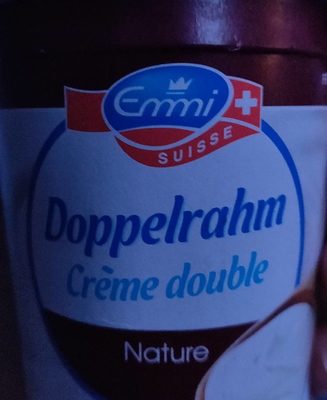 Emmi
SUISSE
Doppelrahm
Crème double
Nature